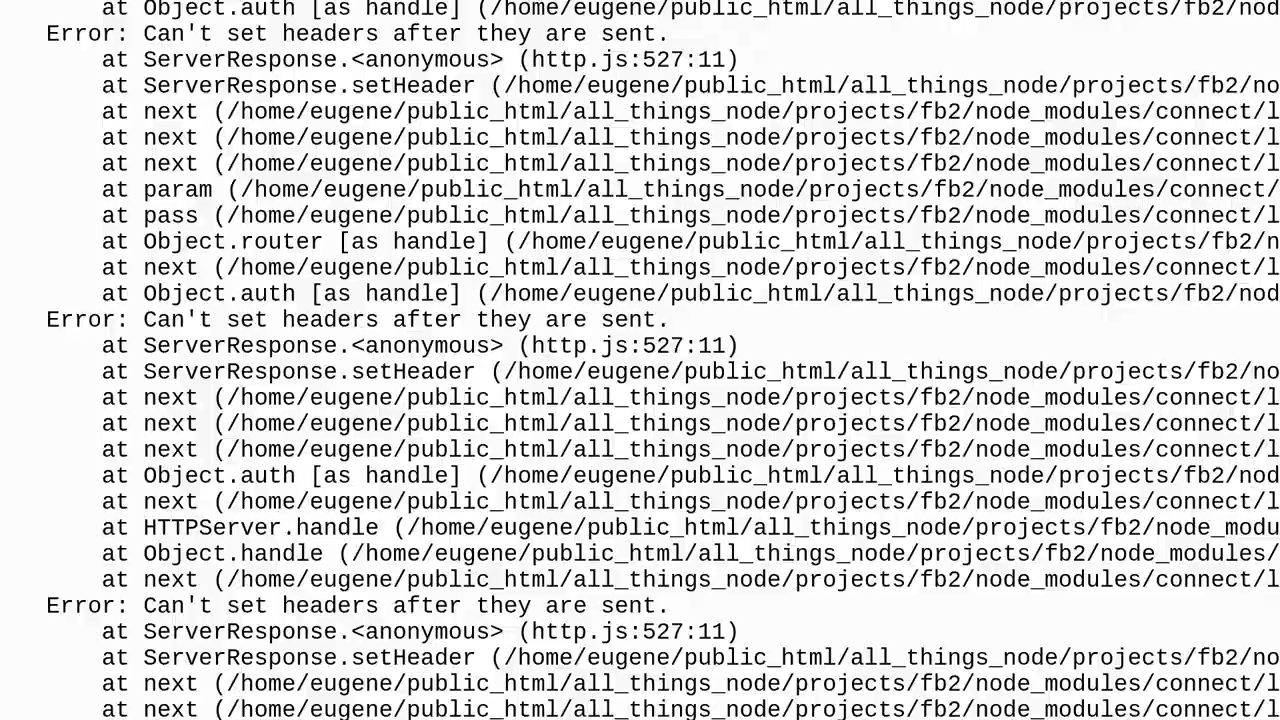 at Object.auth [as handle] (/home/eugene/public_html/all_things_node/projects/fb2/nod
Error: Can't set headers after they are sent.
at ServerResponse.<anonymous> (http.js:527:11)
at ServerResponse.setHeader (/home/eugene/public_html/all_things_node/projects/fb2/no
at next (/home/eugene/public_html/all_things_node/projects/fb2/node_modules/connect/l
at next (/home/eugene/public_html/all_things_node/projects/fb2/node_modules/connect/l
at next (/home/eugene/public_html/all_things_node/projects/fb2/node_modules/connect/l
at param (/home/eugene/public_html/all_things_node/projects/fb2/node_modules/connect/
at pass (/home/eugene/public_html/all_things_node/projects/fb2/node_modules/connect/l
at Object.router [as handle] (/home/eugene/public_html/all_things_node/projects/fb2/n
at next (/home/eugene/public_html/all_things_node/projects/fb2/node_modules/connect/l
at Object.auth [as handle] (/home/eugene/public_html/all_things_node/projects/fb2/nod
Error: Can't set headers after they are sent.
at ServerResponse.<anonymous> (http.js:527:11)
at ServerResponse.setHeader (/home/eugene/public_html/all_things_node/projects/fb2/no
at next (/home/eugene/public_html/all_things_node/projects/fb2/node_modules/connect/l
at next (/home/eugene/public_html/all_things_node/projects/fb2/node_modules/connect/l
at next (/home/eugene/public_html/all_things_node/projects/fb2/node_modules/connect/l
at Object.auth [as handle] (/home/eugene/public_html/all_things_node/projects/fb2/nod
at next (/home/eugene/public_html/all_things_node/projects/fb2/node_modules/connect/l
at HTTPServer.handle (/home/eugene/public_html/all_things_node/projects/fb2/node_modu
at Object.handle (/home/eugene/public_html/all_things_node/projects/fb2/node_modules/
at next (/home/eugene/public_html/all_things_node/projects/fb2/node_modules/connect/l
Error: Can't set headers after they are sent.
at ServerResponse.<anonymous> (http.js:527:11)
at ServerResponse.setHeader (/home/eugene/public_html/all_things_node/projects/fb2/no
at next (/home/eugene/public_html/all_things_node/projects/fb2/node_modules/connect/l
at next (/home/eugene/public_html/all_things_node/projects/fb2/node_modules/connect/l